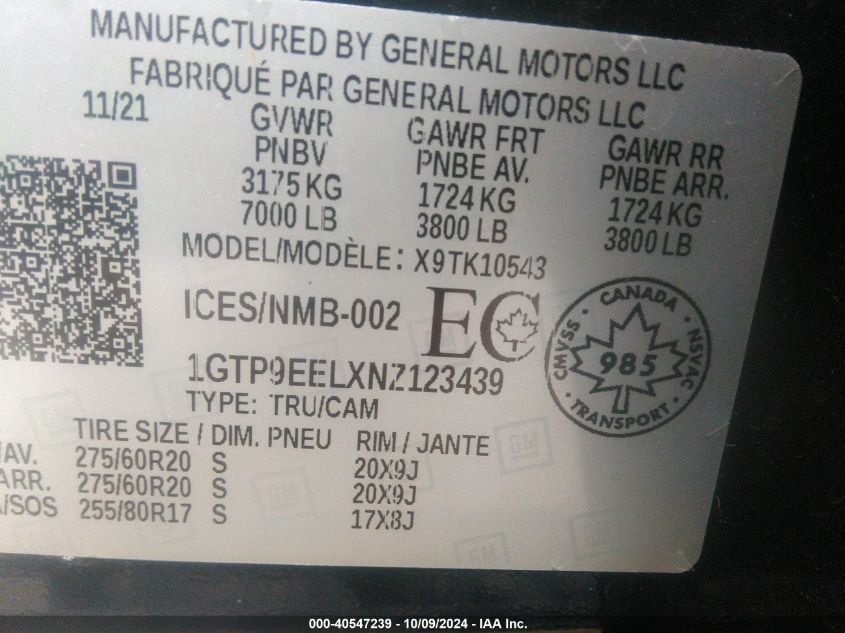 MANUFACTURED BY GENERAL MOTORS LLC
FABRIQUÉ PAR GENERAL MOTORS LLC
11/21
GVWR GAWR FRT GAWR RR
PNBV PNBE AV. PNBE ARR.
3175 KG 1724 KG 1724 KG
7000 LB 3800 LB 3800 LB
MODEL/MODÈLE: X9TK10543
ICES/NMB-002 EC
CANADA
CMVSS 985 NSVAC
TRANSPORT
1GTP9EELXNZ123439
TYPE: TRU/CAM
TIRE SIZE / DIM. PNEU RIM / JANTE
/AV. 275/60R20 S 20X9J
ARR. 275/60R20 S 20X9J
/SOS 255/80R17 S 17X8J
GM
GM
GM
000-40547239 - 10/09/2024 - IAA Inc.